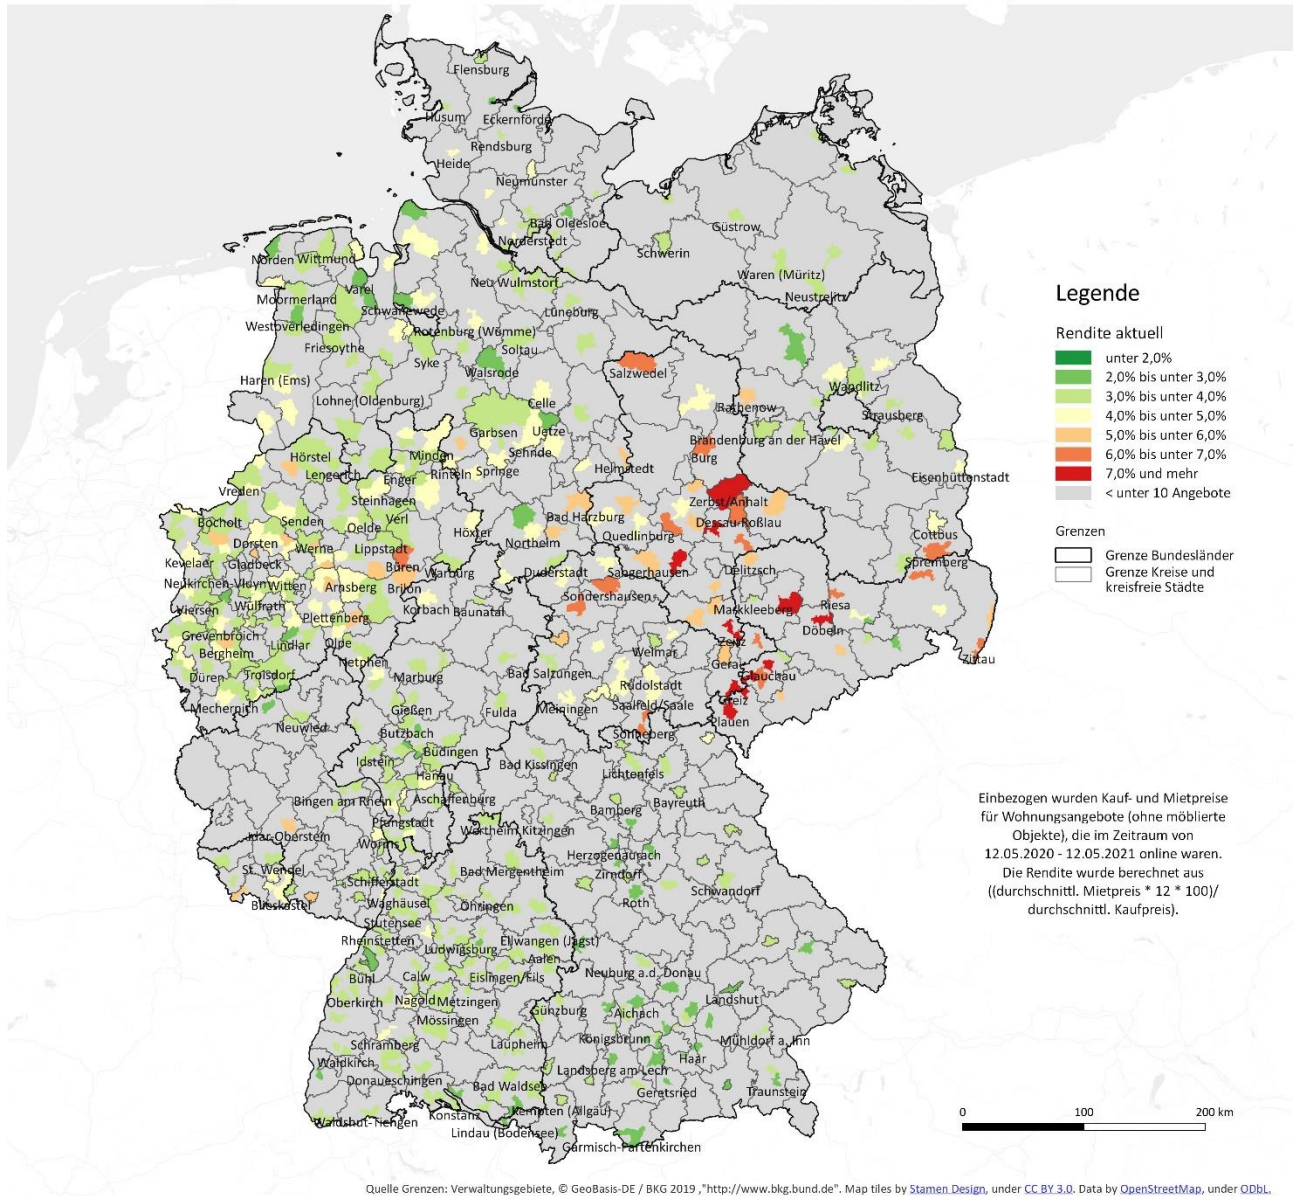 Flensburg
Husum
Eckernförde
Rendsburg
Heide
Neumünster
Bad Oldesloe
Norderstedt
Güstrow
Schwerin
Norden Wittmund
Waren (Müritz)
Neu Wulmstorf
Neustrelitz
Varel
Moormerland
Schwanewede
Lüneburg
Westoverledingen
Rotenburg (Wümme)
Friesoythe
Soltau
Syke
Walsrode
Salzwedel
Haren (Ems)
Wandlitz
Lohne (Oldenburg)
Celle
Rathenow
Strausberg
Garbsen
Uetze
Brandenburg an der Havel
Hörstel
Minden
Sehnde
Burg
Lengerich
Rinteln
Springe
Helmstedt
Eisenhüttenstadt
Enger
Vreden
Steinhagen
Zerbst/Anhalt
Bocholt
Senden
Verl
Höxter
Bad Harzburg
Dessau-Roßlau
Oelde
Northeim
Quedlinburg
Cottbus
Dorsten
Werne
Lippstadt
Kevelaer
Gladbeck
Büren
Warburg
Duderstadt
Sangerhausen
Delitzsch
Spremberg
Neukirchen-Vluyn
Witten
Arnsberg
Brilon
Sondershausen
Viersen
Wülfrath
Plettenberg
Korbach
Baunatal
Markkleeberg
Riesa
Grevenbroich
Döbeln
Bergheim
Lindlar
Olpe
Zeitz
Weimar
Zittau
Düren
Troisdorf
Netphen
Marburg
Bad Salzungen
Gera
Glauchau
Rudolstadt
Mechernich
Gießen
Fulda
Meiningen
Saalfeld/Saale
Greiz
Neuwied
Plauen
Butzbach
Sonneberg
Büdingen
Idstein
Bad Kissingen
Hanau
Lichtenfels
Bingen am Rhein
Aschaffenburg
Bayreuth
Bamberg
Pfungstadt
Idar-Oberstein
Wertheim
Kitzingen
Worms
Herzogenaurach
St. Wendel
Bad Mergentheim
Zirndorf
Schifferstadt
Schwandorf
Blieskastel
Waghäusel
Öhringen
Roth
Stutensee
Rheinstetten
Ludwigsburg
Ellwangen (Jagst)
Aalen
Bühl
Calw
Eislingen/Fils
Neuburg a.d. Donau
Oberkirch
Nagold
Metzingen
Landshut
Günzburg
Aichach
Mössingen
Schramberg
Laupheim
Königsbrunn
Mühldorf a. Inn
Haar
Waldkirch
Landsberg am Lech
Donaueschingen
Bad Waldsee
Geretsried
Traunstein
Waldshut-Tiengen
Konstanz
Kempten (Allgäu)
Lindau (Bodensee)
Garmisch-Partenkirchen
Legende
Rendite aktuell
unter 2,0%
2,0% bis unter 3,0%
3,0% bis unter 4,0%
4,0% bis unter 5,0%
5,0% bis unter 6,0%
6,0% bis unter 7,0%
7,0% und mehr
< unter 10 Angebote
Grenzen
Grenze Bundesländer
Grenze Kreise und
kreisfreie Städte
Einbezogen wurden Kauf- und Mietpreise
für Wohnungsangebote (ohne möblierte
Objekte), die im Zeitraum von
12.05.2020 - 12.05.2021 online waren.
Die Rendite wurde berechnet aus
((durchschnittl. Mietpreis * 12 * 100)/
durchschnittl. Kaufpreis).
0 100 200 km
Quelle Grenzen: Verwaltungsgebiete, © GeoBasis-DE / BKG 2019 ,"http://www.bkg.bund.de". Map tiles by Stamen Design, under CC BY 3.0. Data by OpenStreetMap, under ODbL.